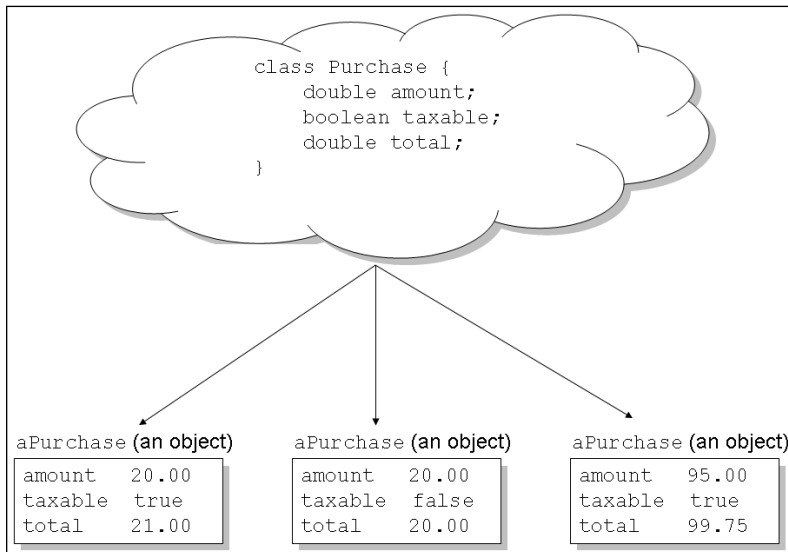 class Purchase {
double amount;
boolean taxable;
double total;
}
aPurchase (an object)
amount 20.00
taxable true
total 21.00
aPurchase (an object)
amount 20.00
taxable false
total 20.00
aPurchase (an object)
amount 95.00
taxable true
total 99.75